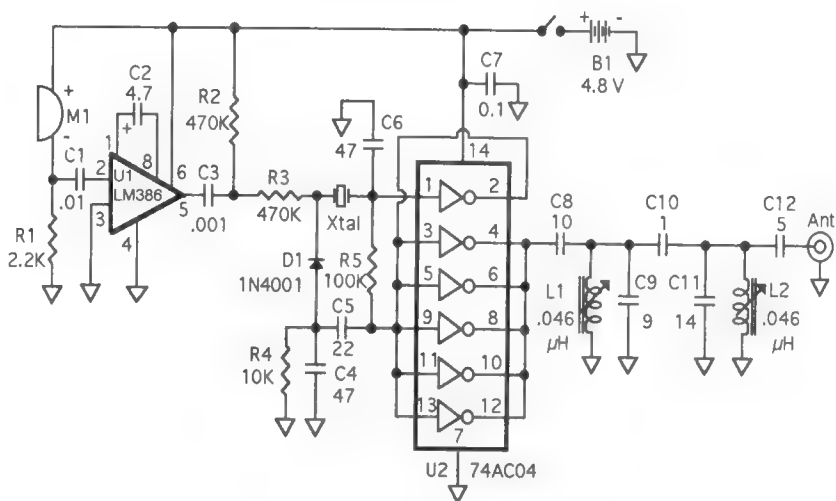 C2
4.7
+
M1
+
-
C1
.01
R1
2.2K
1
2
3
4
8
6
5
U1
LM386
C3
.001
R2
470K
R3
470K
Xtal
D1
1N4001
R4
10K
C5
22
C4
47
R5
100K
C6
47
C7
0.1
+ -
B1
4.8 V
14
1 2
3 4
5 6
9 8
11 10
13 12
7
U2 74AC04
C8
10
L1
.046
µH
C9
9
C10
1
C11
14
L2
.046
µH
C12
5
Ant